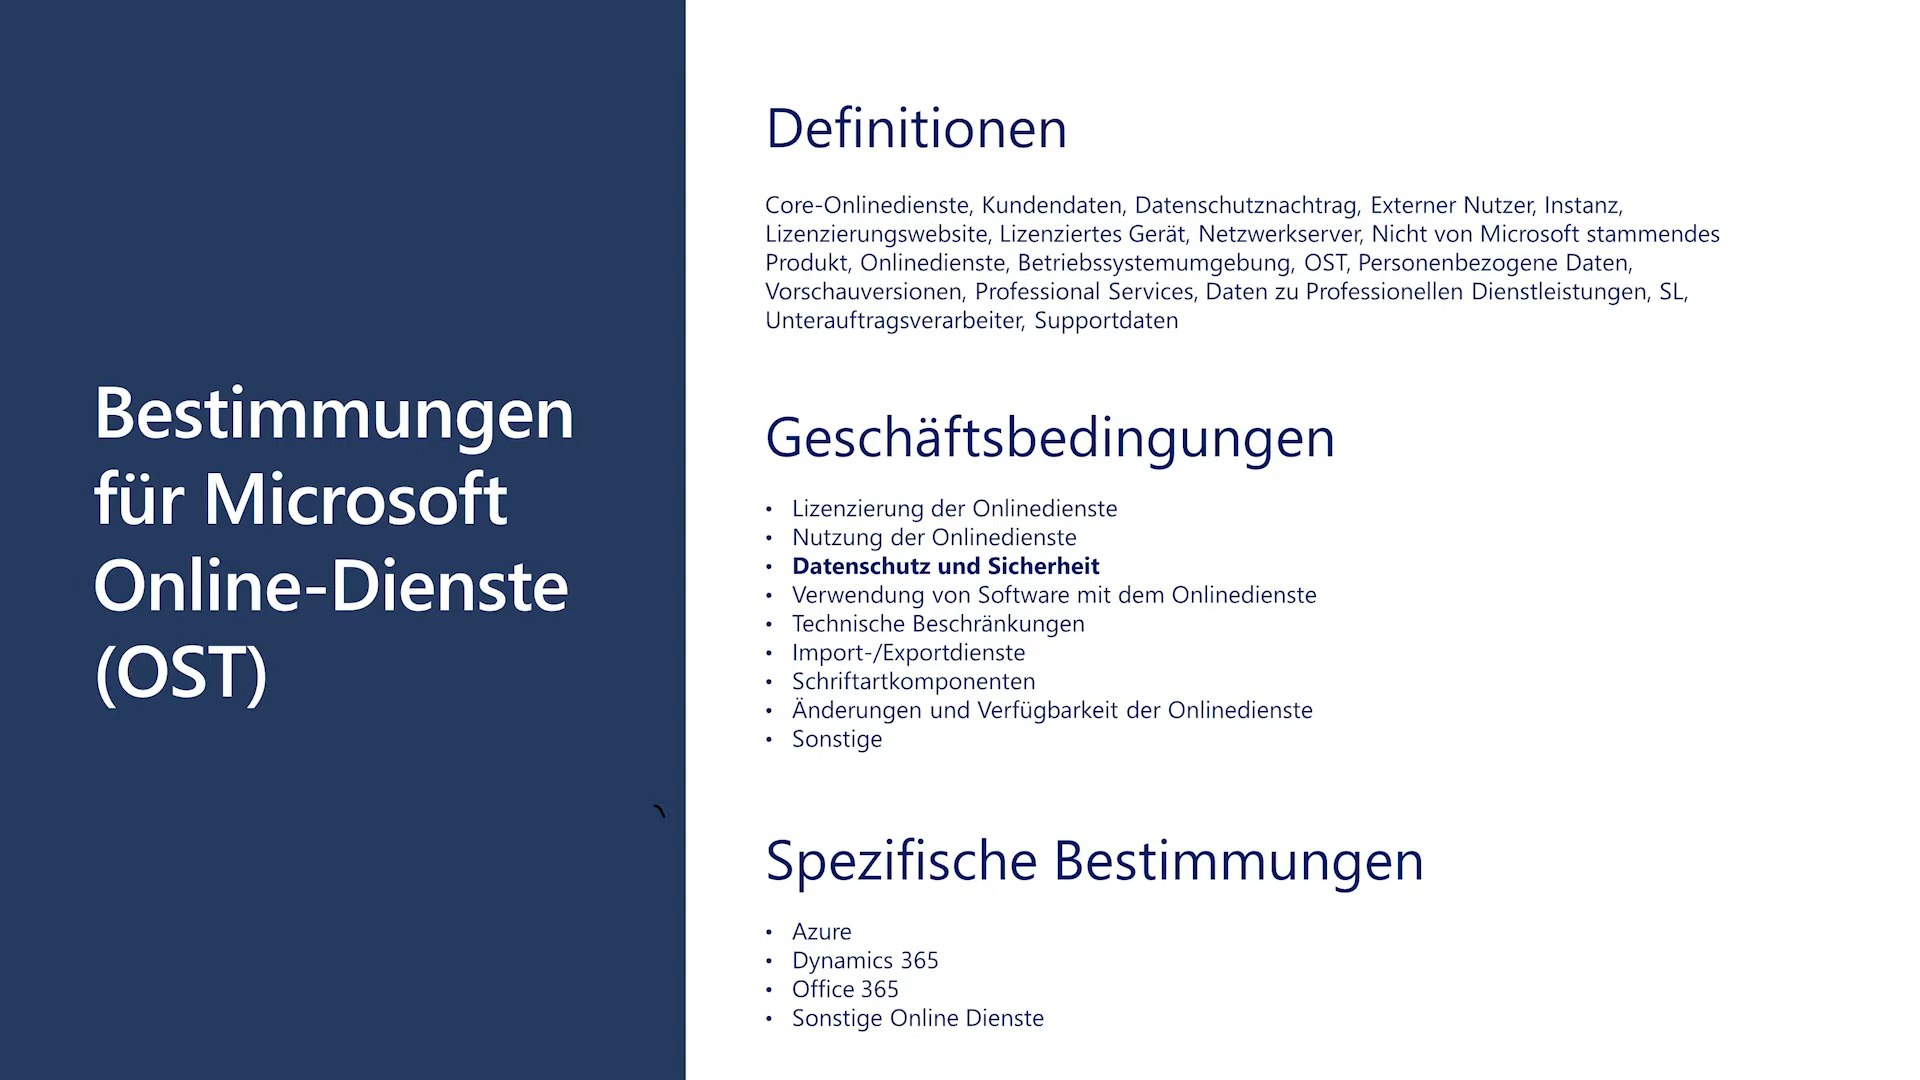 Bestimmungen
für Microsoft
Online-Dienste
(OST)
Definitionen
Core-Onlinedienste, Kundendaten, Datenschutznachtrag, Externer Nutzer, Instanz,
Lizenzierungswebsite, Lizenziertes Gerät, Netzwerkserver, Nicht von Microsoft stammendes
Produkt, Onlinedienste, Betriebssystemumgebung, OST, Personenbezogene Daten,
Vorschauversionen, Professional Services, Daten zu Professionellen Dienstleistungen, SL,
Unterauftragsverarbeiter, Supportdaten
Geschäftsbedingungen
• Lizenzierung der Onlinedienste
• Nutzung der Onlinedienste
• Datenschutz und Sicherheit
• Verwendung von Software mit dem Onlinedienste
• Technische Beschränkungen
• Import-/Exportdienste
• Schriftartkomponenten
• Änderungen und Verfügbarkeit der Onlinedienste
• Sonstige
Spezifische Bestimmungen
• Azure
• Dynamics 365
• Office 365
• Sonstige Online Dienste